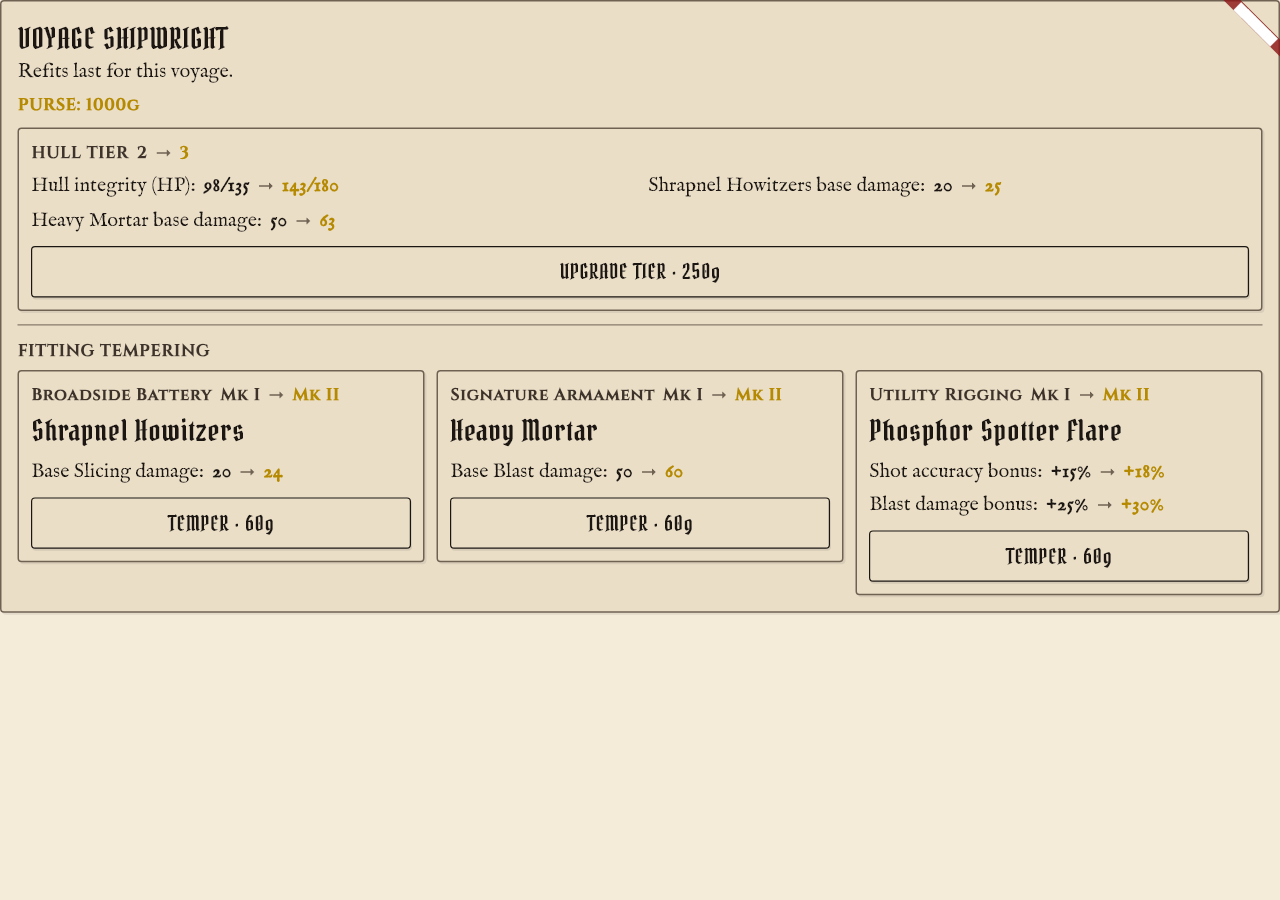 VOYAGE SHIPWRIGHT
Refits last for this voyage.
PURSE: 1000G
HULL TIER 2 → 3
Hull integrity (HP): 98/135 → 143/180
Shrapnel Howitzers base damage: 20 → 25
Heavy Mortar base damage: 50 → 63
UPGRADE TIER · 250g
FITTING TEMPERING
Broadside Battery Mk I → Mk II
Shrapnel Howitzers
Base Slicing damage: 20 → 24
TEMPER · 60g
Signature Armament Mk I → Mk II
Heavy Mortar
Base Blast damage: 50 → 60
TEMPER · 60g
Utility Rigging Mk I → Mk II
Phosphor Spotter Flare
Shot accuracy bonus: +15% → +18%
Blast damage bonus: +25% → +30%
TEMPER · 60g